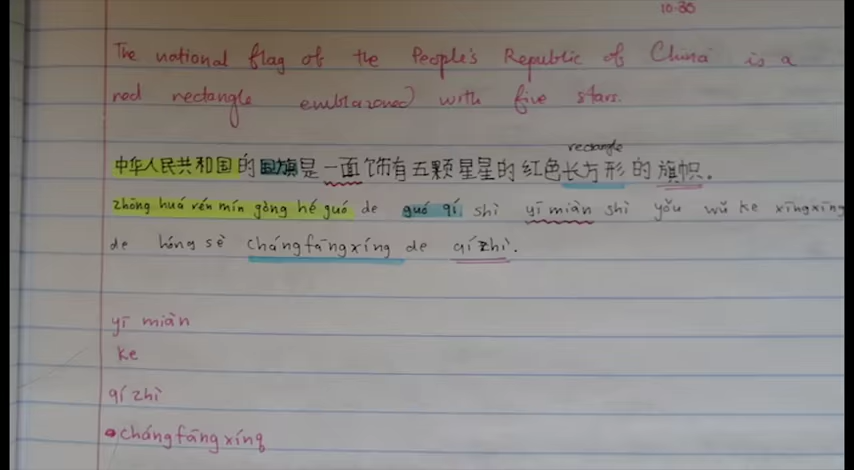 10-30
The national flag of the People's Republic of China is a
red rectangle emblazoned with five stars.
rectangle
中华人民共和国的国旗是一面饰有五颗星星的红色长方形的旗帜.
zhōng huá rén mín gòng hé guó de guó qí shì yī miàn shì yǒu wǔ ke xīngxīng
de hóng sè chángfāngxíng de qízhì.
yī miàn
ke
qí zhì
chángfāng xíng